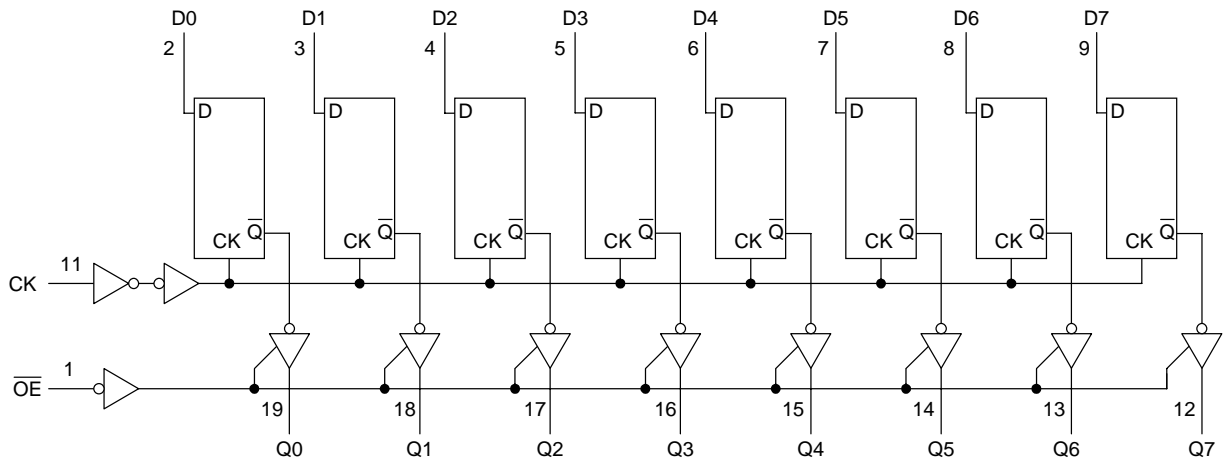 D0 D1 D2 D3 D4 D5 D6 D7
2 3 4 5 6 7 8 9
D D D D D D D D
Q̅ Q̅ Q̅ Q̅ Q̅ Q̅ Q̅ Q̅
CK CK CK CK CK CK CK CK
11
CK
1
O̅E̅
19 18 17 16 15 14 13 12
Q0 Q1 Q2 Q3 Q4 Q5 Q6 Q7